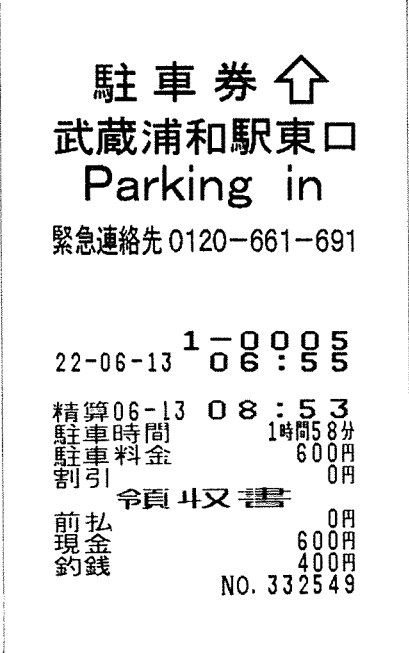 駐車券⇧
武蔵浦和駅東口
Parking in
緊急連絡先0120-661-691
1-0005
22-06-13 06:55
精算06-13 08:53
駐車時間 1時間58分
駐車料金 600円
割引 0円
領収書
前払 0円
現金 600円
釣銭 400円
NO.332549